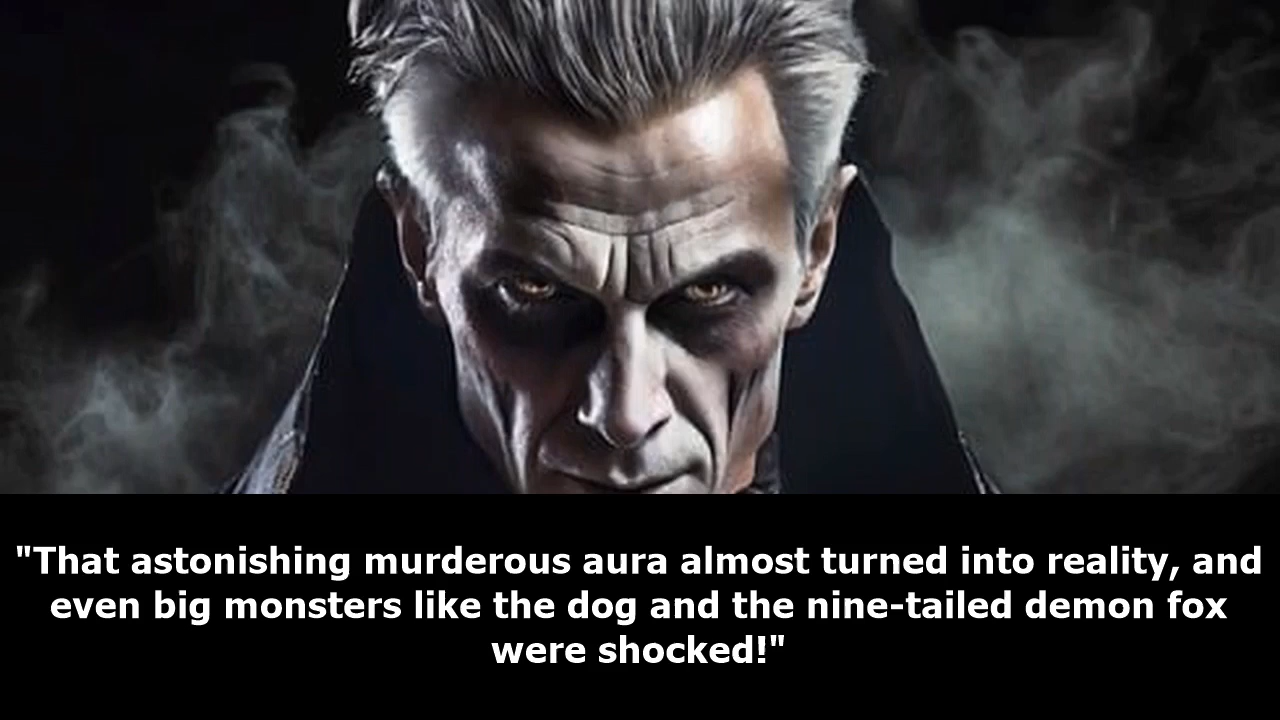 "That astonishing murderous aura almost turned into reality, and
even big monsters like the dog and the nine-tailed demon fox
were shocked!"